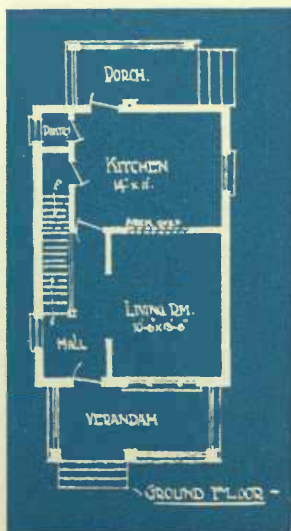 PORCH.
PANTRY
KITCHEN
14' x 11'
LIVING RM.
HALL
VERANDAH
GROUND FLOOR -